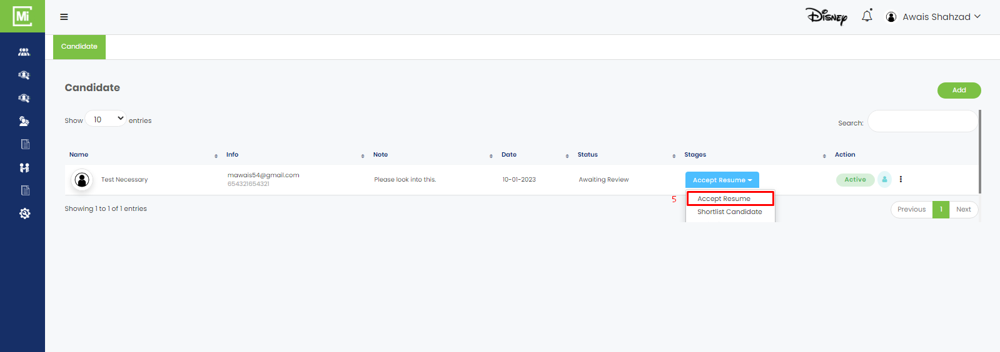 Mi
Disney
Awais Shahzad
Candidate
Candidate
Add
Show 10 entries
Search:
Name Info Note Date Status Stages Action
Test Necessary mawais54@gmail.com Please look into this. 10-01-2023 Awaiting Review Accept Resume Active
654321654321
5 Accept Resume
Shortlist Candidate
Showing 1 to 1 of 1 entries
Previous 1 Next